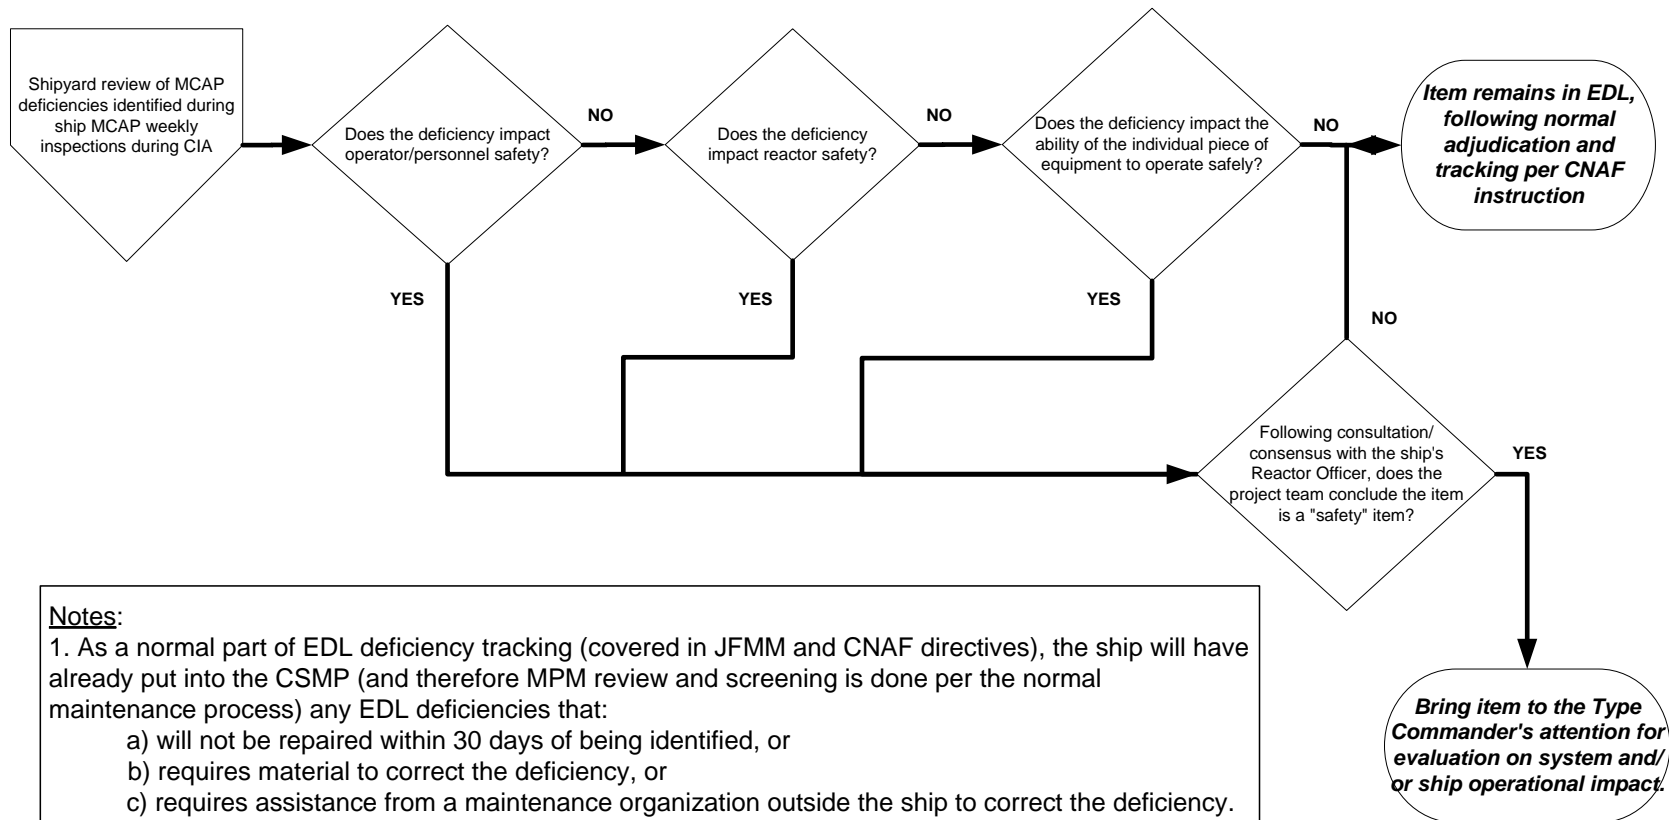 Shipyard review of MCAP
deficiencies identified during
ship MCAP weekly
inspections during CIA
Does the deficiency impact
operator/personnel safety?
NO
Does the deficiency
impact reactor safety?
NO
Does the deficiency impact the
ability of the individual piece of
equipment to operate safely?
NO
Item remains in EDL,
following normal
adjudication and
tracking per CNAF
instruction
YES
YES
YES
NO
Following consultation/
consensus with the ship's
Reactor Officer, does the
project team conclude the item
is a "safety" item?
YES
Bring item to the Type
Commander's attention for
evaluation on system and/
or ship operational impact.
Notes:
1. As a normal part of EDL deficiency tracking (covered in JFMM and CNAF directives), the ship will have
already put into the CSMP (and therefore MPM review and screening is done per the normal
maintenance process) any EDL deficiencies that:
a) will not be repaired within 30 days of being identified, or
b) requires material to correct the deficiency, or
c) requires assistance from a maintenance organization outside the ship to correct the deficiency.